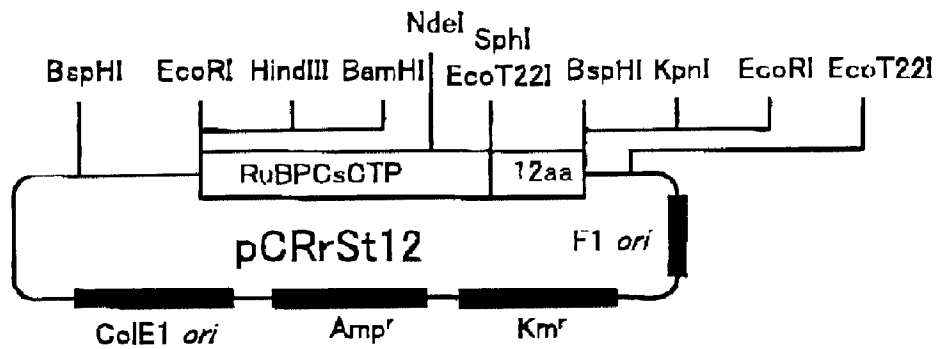 NdeI
SphI
BspHI EcoRI HindIII BamHI EcoT22I BspHI KpnI EcoRI EcoT22I
RuBPCsCTP 12aa
pCRrSt12
F1 ori
ColE1 ori Ampʳ Kmʳ